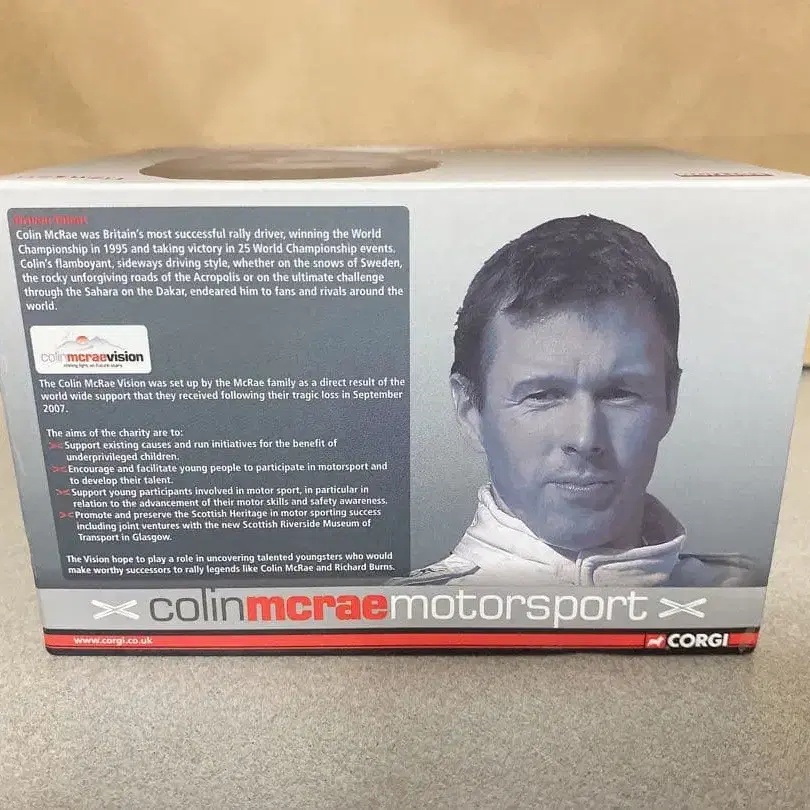 Colin McRae was Britain's most successful rally driver, winning the World
Championship in 1995 and taking victory in 25 World Championship events.
Colin's flamboyant, sideways driving style, whether on the snows of Sweden,
the rocky unforgiving roads of the Acropolis or on the ultimate challenge
through the Sahara on the Dakar, endeared him to fans and rivals around the
world.
colinmcraevision
The Colin McRae Vision was set up by the McRae family as a direct result of the
world wide support that they received following their tragic loss in September
2007.
The aims of the charity are to:
Support existing causes and run initiatives for the benefit of
underprivileged children.
Encourage and facilitate young people to participate in motorsport and
to develop their talent.
Support young participants involved in motor sport, in particular in
relation to the advancement of their motor skills and safety awareness.
Promote and preserve the Scottish Heritage in motor sporting success
including joint ventures with the new Scottish Riverside Museum of
Transport in Glasgow.
The Vision hope to play a role in uncovering talented youngsters who would
make worthy successors to rally legends like Colin McRae and Richard Burns.
colinmcraemotorsport
www.corgi.co.uk
CORGI